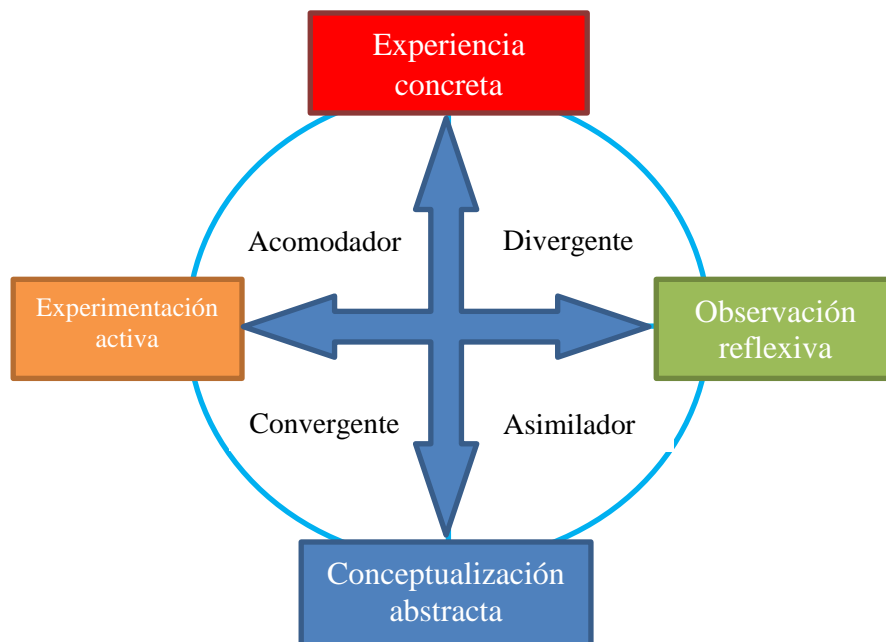 Experiencia
concreta
Acomodador
Divergente
Experimentación
activa
Observación
reflexiva
Convergente
Asimilador
Conceptualización
abstracta